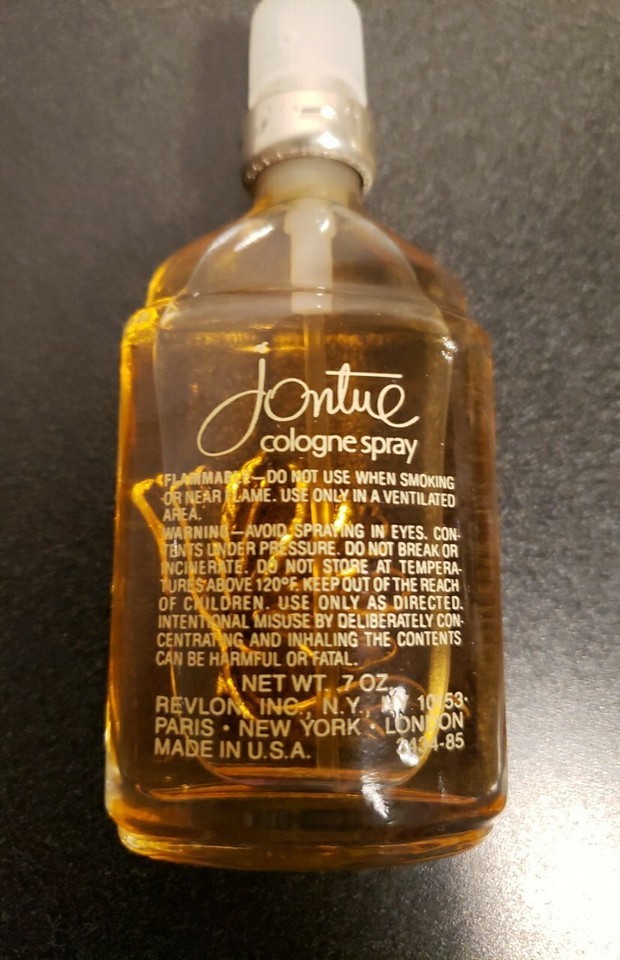 jontue
cologne spray
FLAMMABLE—DO NOT USE WHEN SMOKING
OR NEAR FLAME. USE ONLY IN A VENTILATED
AREA.
WARNING—AVOID SPRAYING IN EYES. CON-
TENTS UNDER PRESSURE. DO NOT BREAK OR
INCINERATE. DO NOT STORE AT TEMPERA-
TURES ABOVE 120°F. KEEP OUT OF THE REACH
OF CHILDREN. USE ONLY AS DIRECTED.
INTENTIONAL MISUSE BY DELIBERATELY CON-
CENTRATING AND INHALING THE CONTENTS
CAN BE HARMFUL OR FATAL.
NET WT. .7 OZ.
REVLON, INC., N.Y., NY 10153·
PARIS · NEW YORK · LONDON
MADE IN U.S.A.